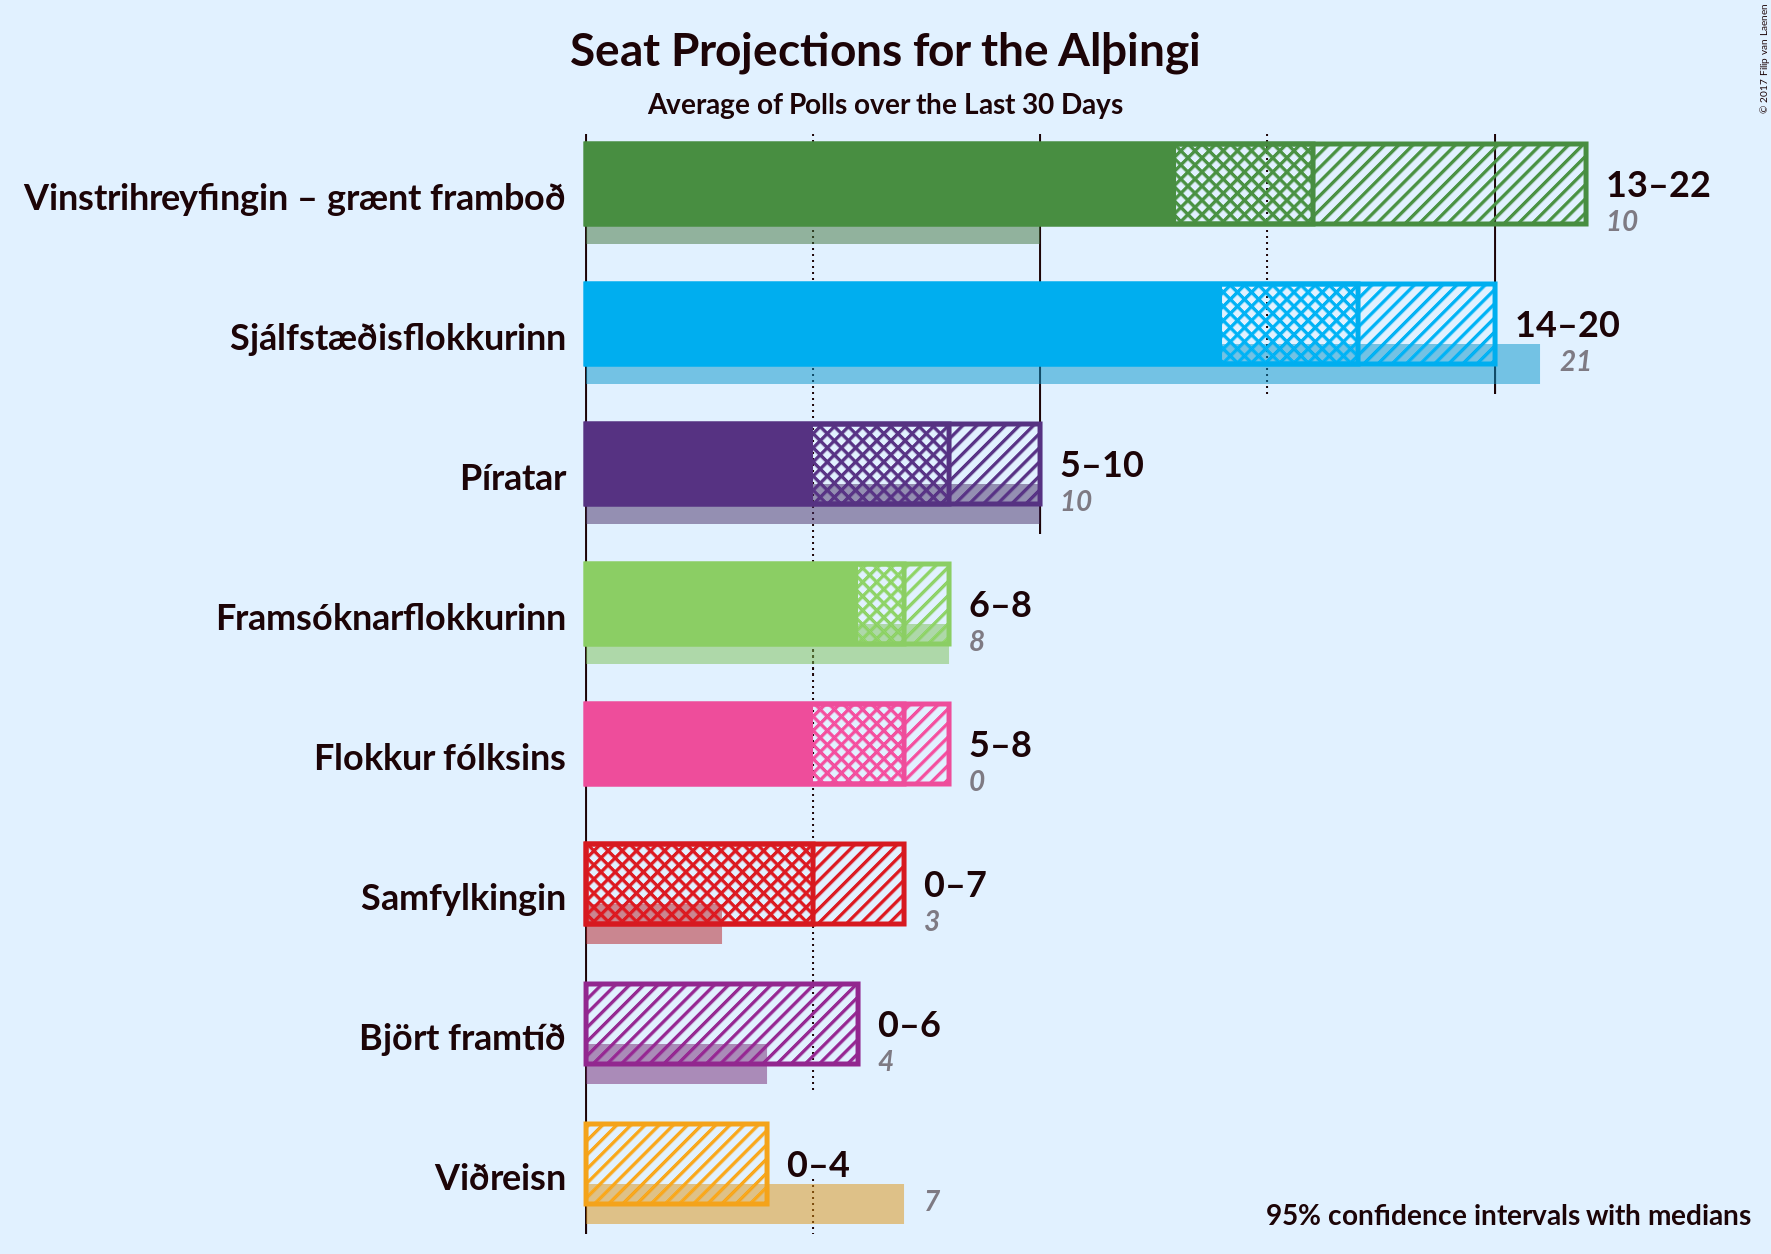 Seat Projections for the Alþingi
Average of Polls over the Last 30 Days
© 2017 Filip van Laenen
Vinstrihreyfingin – grænt framboð
13–22
10
Sjálfstæðisflokkurinn
14–20
21
Píratar
5–10
10
Framsóknarflokkurinn
6–8
8
Flokkur fólksins
5–8
0
Samfylkingin
0–7
3
Björt framtíð
0–6
4
Viðreisn
0–4
7
95% confidence intervals with medians